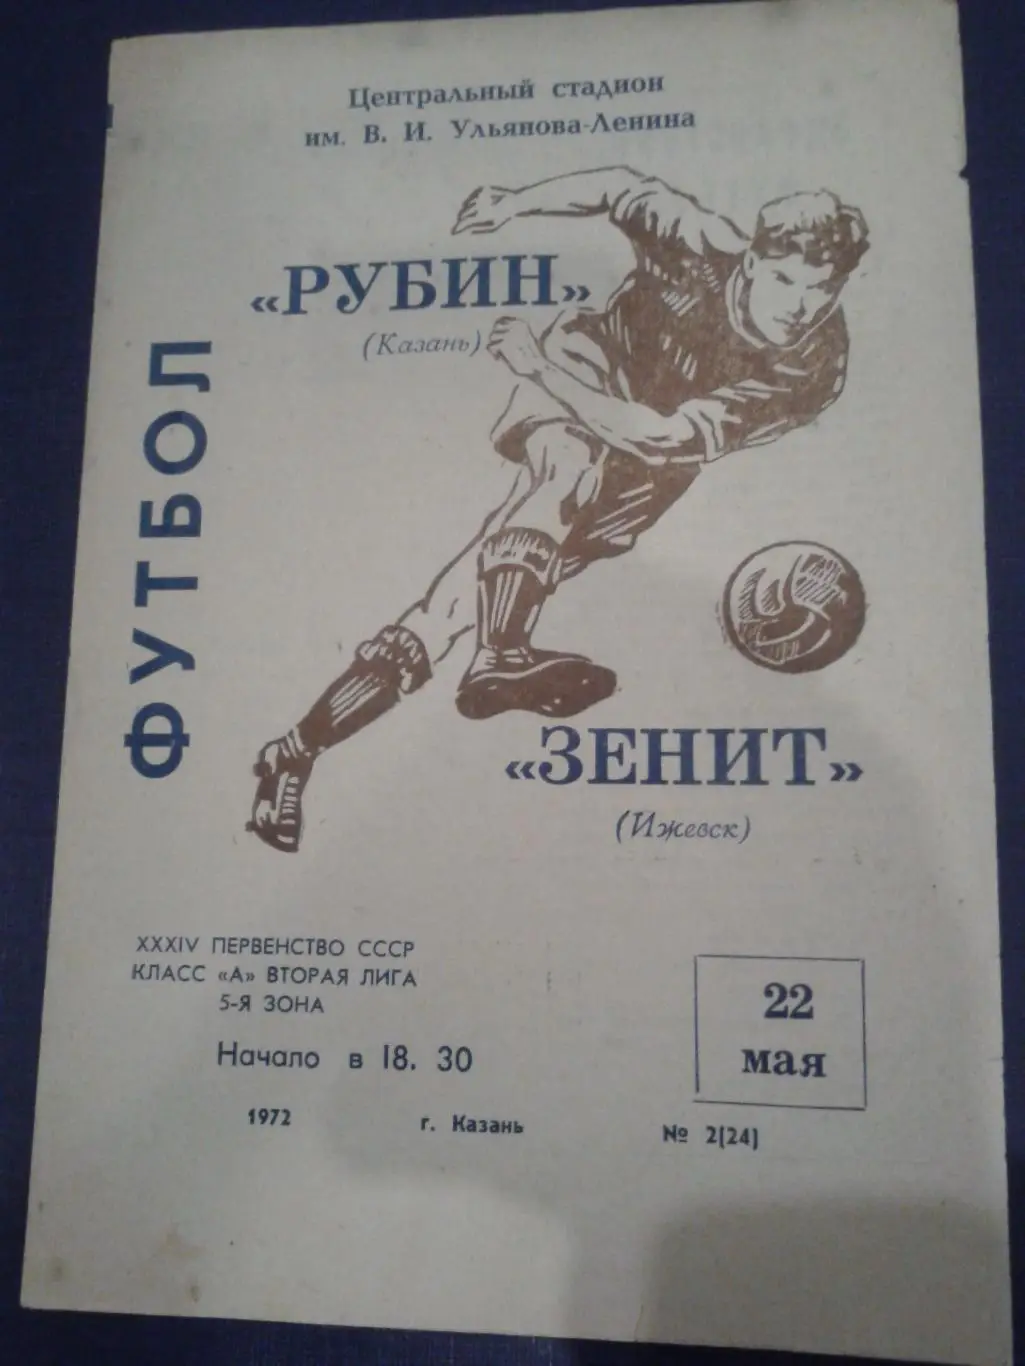 Центральный стадион
им. В. И. Ульянова-Ленина
«РУБИН»
(Казань)
ФУТБОЛ
«ЗЕНИТ»
(Ижевск)
XXXIV ПЕРВЕНСТВО СССР
КЛАСС «А» ВТОРАЯ ЛИГА
5-Я ЗОНА
Начало в 18. 30
22
мая
1972 г. Казань № 2[24]